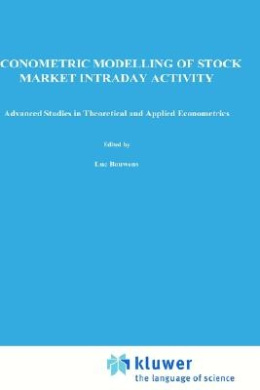 CONOMETRIC MODELLING OF STOCK
MARKET INTRADAY ACTIVITY
Advanced Studies in Theoretical and Applied Econometrics
Edited by
Luc Bauwens
kluwer
the language of science